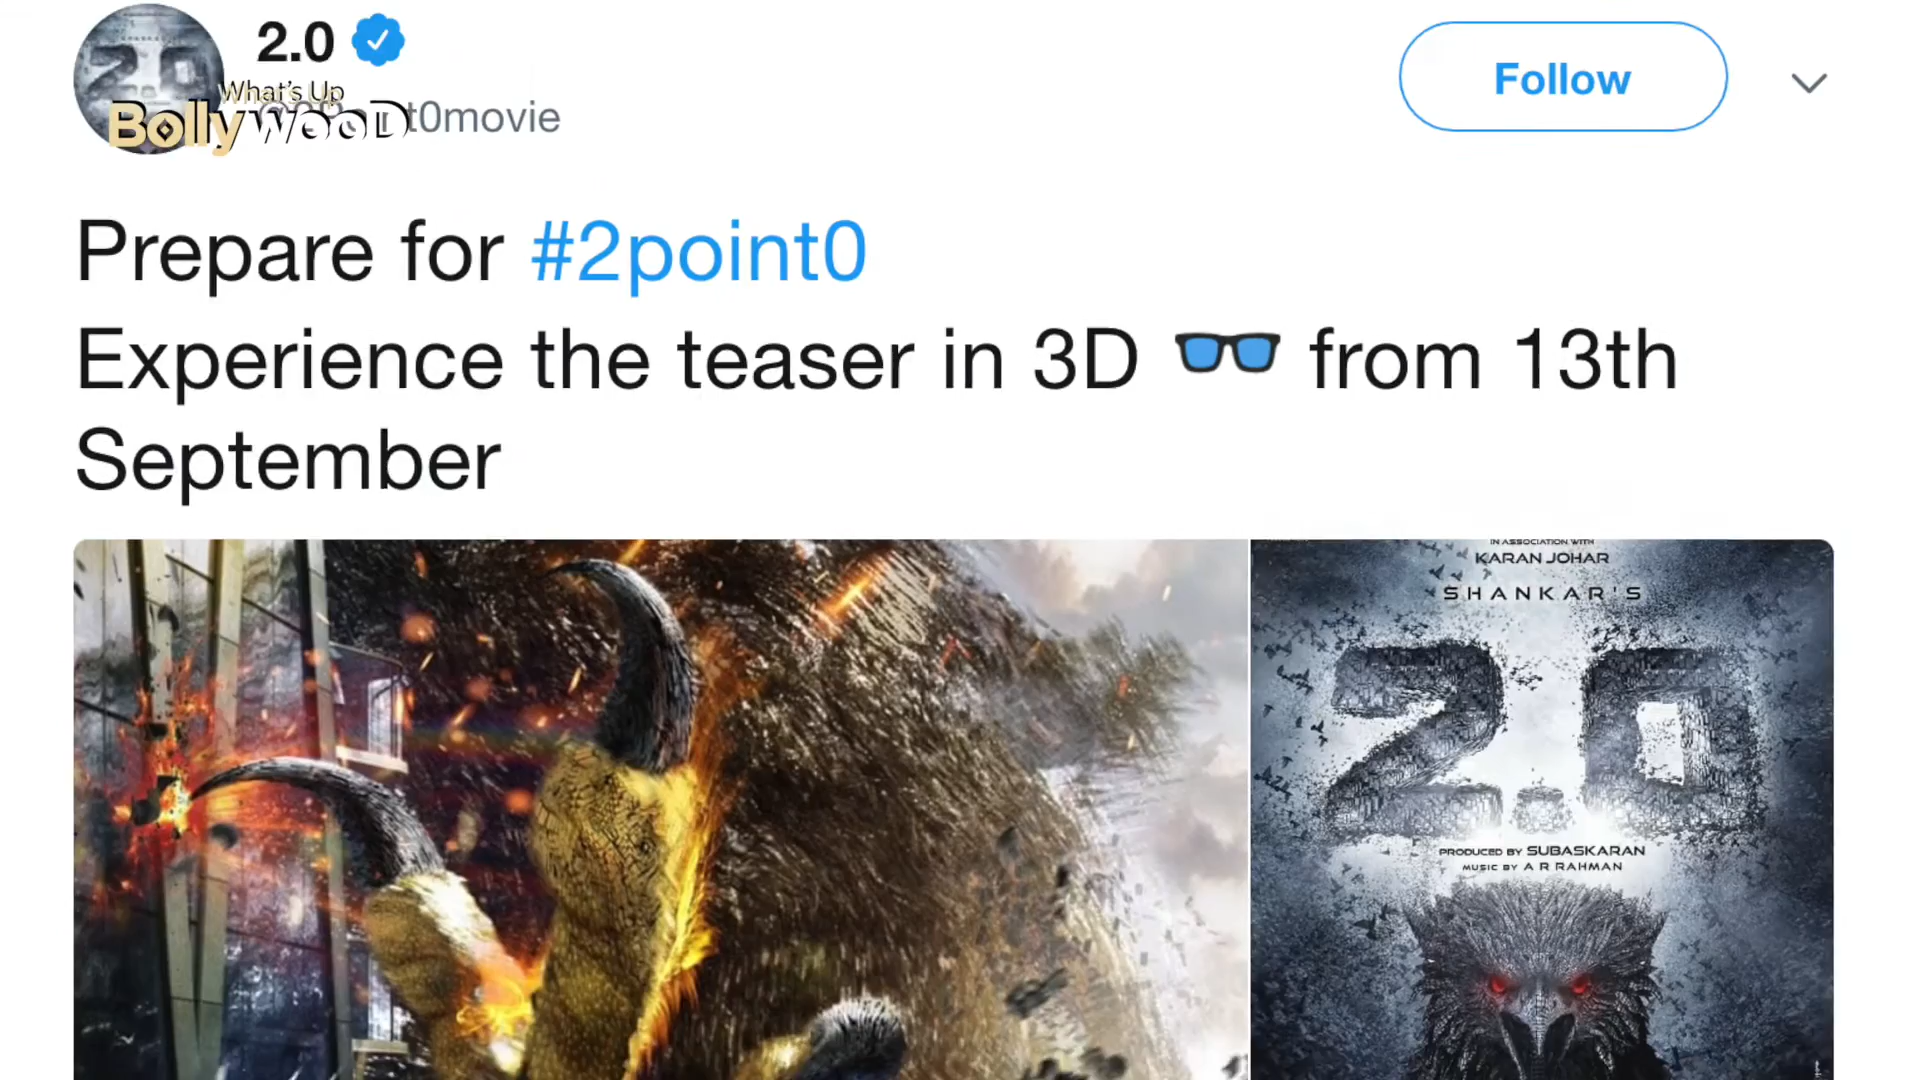 2.0
What's Up
BollywooD
t0movie
Follow
Prepare for #2point0
Experience the teaser in 3D from 13th
September
IN ASSOCIATION WITH
KARAN JOHAR
SHANKAR'S
2.0
PRODUCED BY SUBASKARAN
MUSIC BY A R RAHMAN